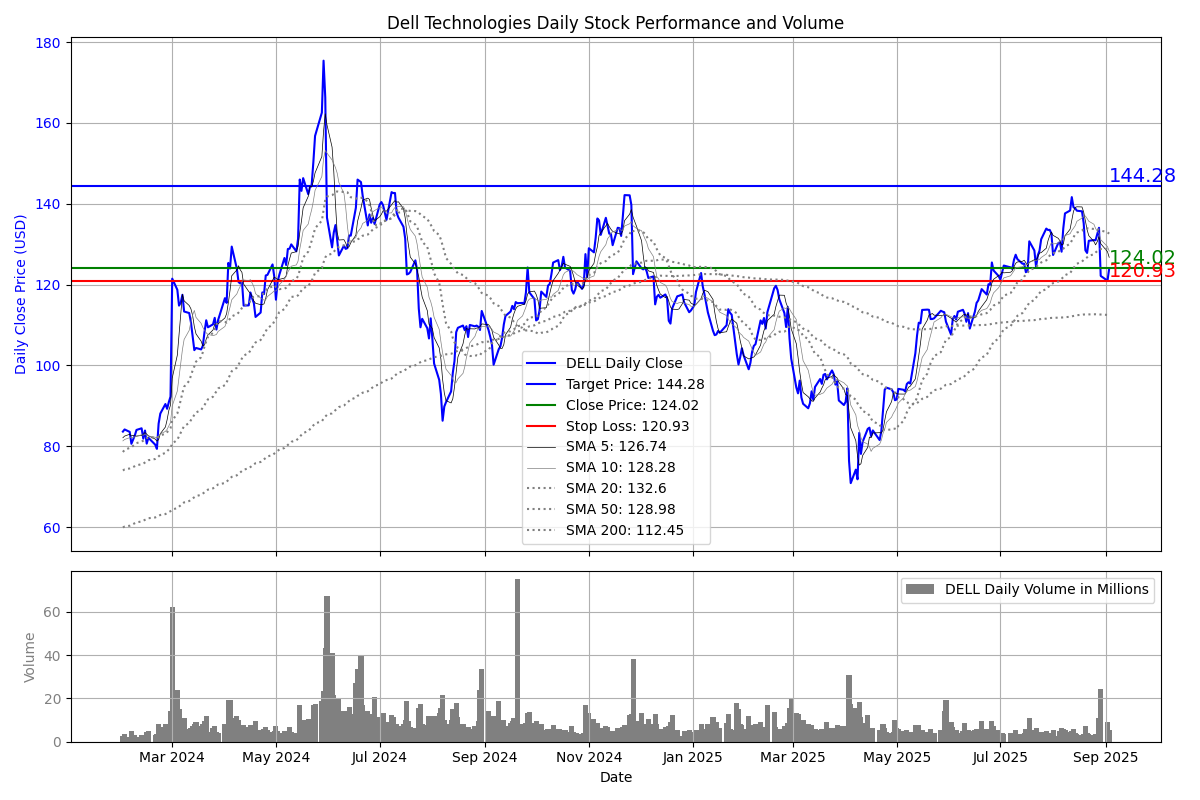 Dell Technologies Daily Stock Performance and Volume
Daily Close Price (USD)
180
160
140
120
100
80
60
144.28
124.02
120.93
DELL Daily Close
Target Price: 144.28
Close Price: 124.02
Stop Loss: 120.93
SMA 5: 126.74
SMA 10: 128.28
SMA 20: 132.6
SMA 50: 128.98
SMA 200: 112.45
Volume
60
40
20
0
DELL Daily Volume in Millions
Mar 2024 May 2024 Jul 2024 Sep 2024 Nov 2024 Jan 2025 Mar 2025 May 2025 Jul 2025 Sep 2025
Date